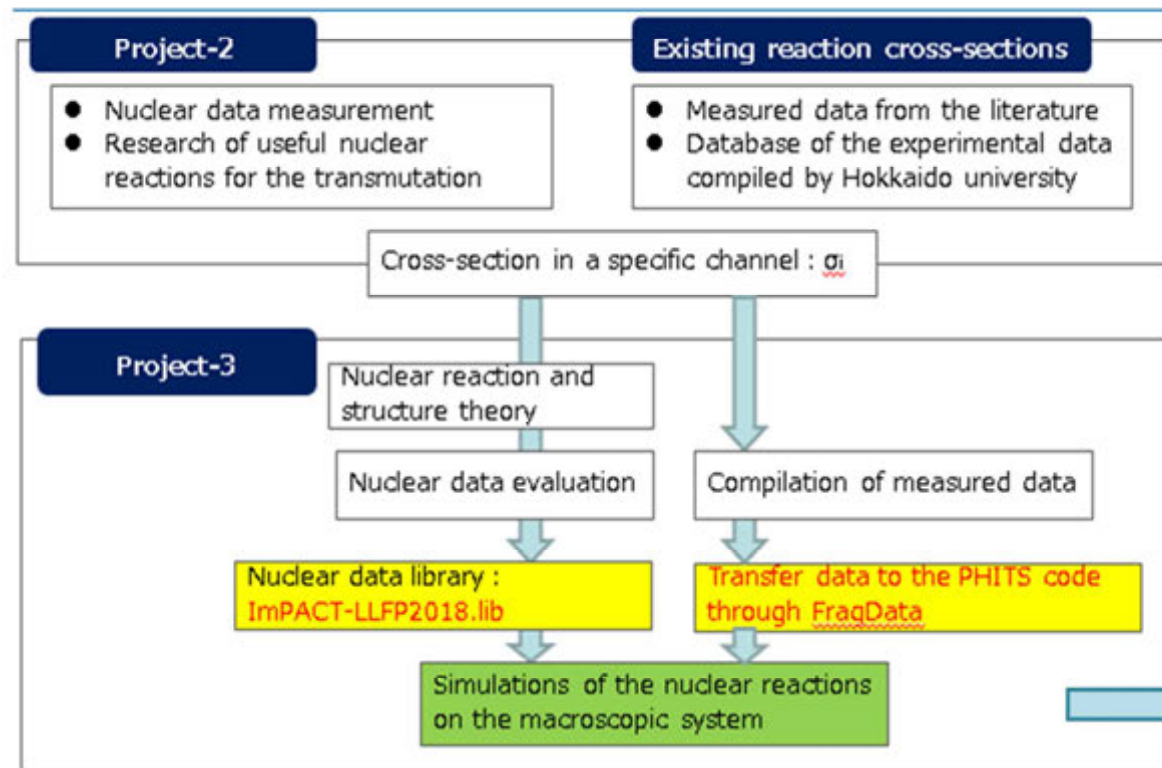 Project-2
● Nuclear data measurement
● Research of useful nuclear
reactions for the transmutation
Existing reaction cross-sections
● Measured data from the literature
● Database of the experimental data
compiled by Hokkaido university
Cross-section in a specific channel : σi
Project-3
Nuclear reaction and
structure theory
Nuclear data evaluation
Compilation of measured data
Nuclear data library :
ImPACT-LLFP2018.lib
Transfer data to the PHITS code
through FragData
Simulations of the nuclear reactions
on the macroscopic system